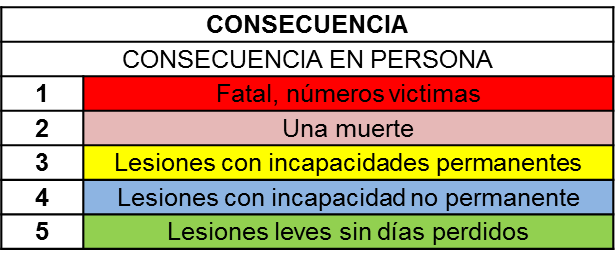 CONSECUENCIA
CONSECUENCIA EN PERSONA
1 Fatal, números victimas
2 Una muerte
3 Lesiones con incapacidades permanentes
4 Lesiones con incapacidad no permanente
5 Lesiones leves sin días perdidos